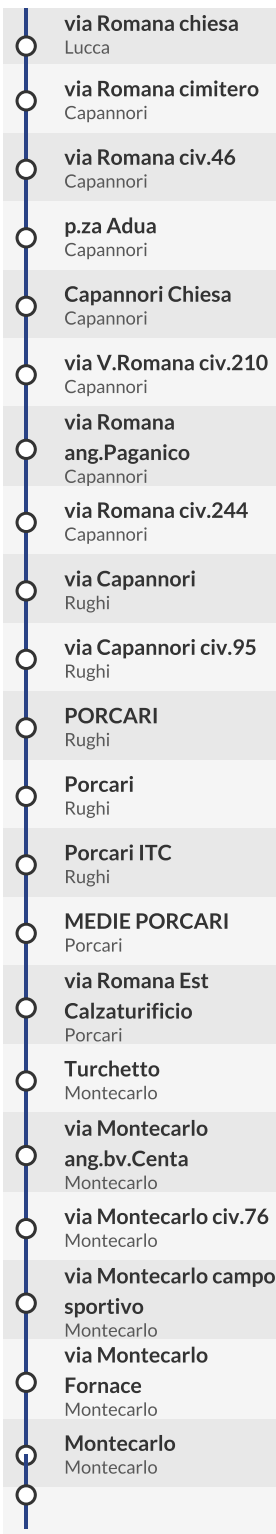 via Romana chiesa
Lucca
via Romana cimitero
Capannori
via Romana civ.46
Capannori
p.za Adua
Capannori
Capannori Chiesa
Capannori
via V.Romana civ.210
Capannori
via Romana
ang.Paganico
Capannori
via Romana civ.244
Capannori
via Capannori
Rughi
via Capannori civ.95
Rughi
PORCARI
Rughi
Porcari
Rughi
Porcari ITC
Rughi
MEDIE PORCARI
Porcari
via Romana Est
Calzaturificio
Porcari
Turchetto
Montecarlo
via Montecarlo
ang.bv.Centa
Montecarlo
via Montecarlo civ.76
Montecarlo
via Montecarlo campo
sportivo
Montecarlo
via Montecarlo
Fornace
Montecarlo
Montecarlo
Montecarlo